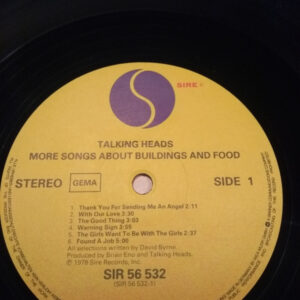 SIRE
TALKING HEADS
MORE SONGS ABOUT BUILDINGS AND FOOD
STEREO GEMA SIDE 1
1. Thank You For Sending Me An Angel 2:11
2. With Our Love 3:30
3. The Good Thing 3:03
4. Warning Sign 3:55
5. The Girls Want To Be With The Girls 2:37
6. Found A Job 5:00
All selections written by David Byrne.
Produced by Brian Eno and Talking Heads.
℗ 1978 Sire Records, Inc.
SIR 56 532
(SIR 56 532-1)